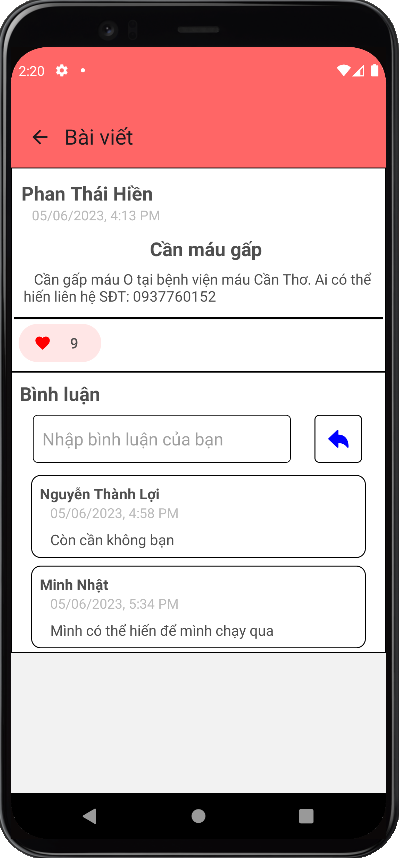 2:20
Bài viết
Phan Thái Hiền
05/06/2023, 4:13 PM
Cần máu gấp
Cần gấp máu O tại bệnh viện máu Cần Thơ. Ai có thể
hiến liên hệ SĐT: 0937760152
9
Bình luận
Nhập bình luận của bạn
Nguyễn Thành Lợi
05/06/2023, 4:58 PM
Còn cần không bạn
Minh Nhật
05/06/2023, 5:34 PM
Mình có thể hiến để mình chạy qua